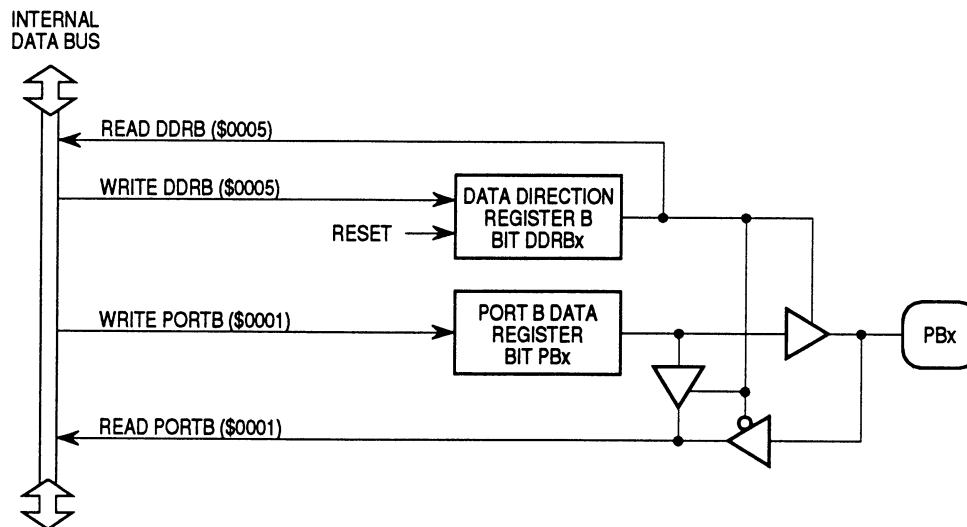 INTERNAL
DATA BUS
READ DDRB ($0005)
WRITE DDRB ($0005)
RESET
DATA DIRECTION
REGISTER B
BIT DDRBx
WRITE PORTB ($0001)
PORT B DATA
REGISTER
BIT PBx
PBx
READ PORTB ($0001)